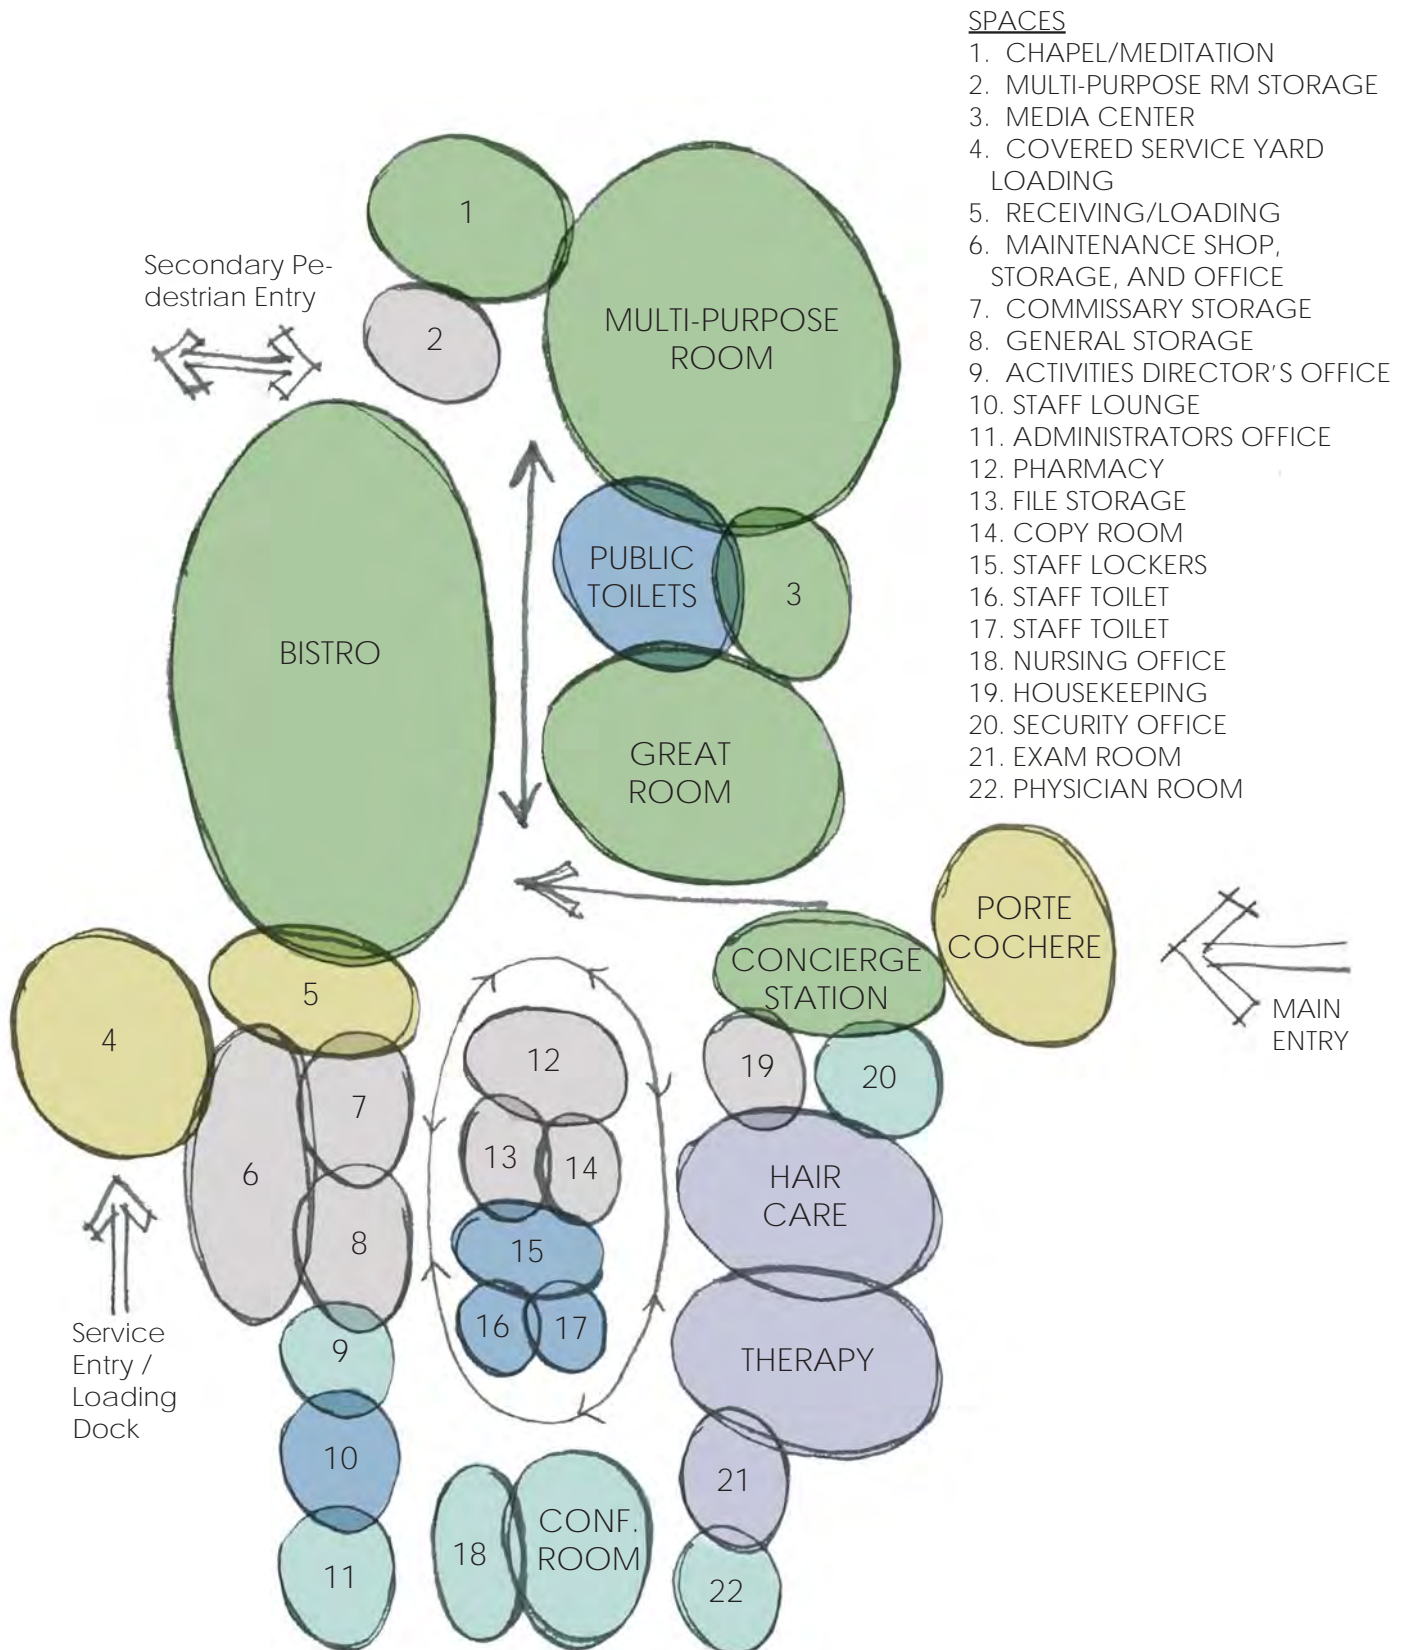 SPACES
1. CHAPEL/MEDITATION
2. MULTI-PURPOSE RM STORAGE
3. MEDIA CENTER
4. COVERED SERVICE YARD
LOADING
5. RECEIVING/LOADING
6. MAINTENANCE SHOP,
STORAGE, AND OFFICE
7. COMMISSARY STORAGE
8. GENERAL STORAGE
9. ACTIVITIES DIRECTOR'S OFFICE
10. STAFF LOUNGE
11. ADMINISTRATORS OFFICE
12. PHARMACY
13. FILE STORAGE
14. COPY ROOM
15. STAFF LOCKERS
16. STAFF TOILET
17. STAFF TOILET
18. NURSING OFFICE
19. HOUSEKEEPING
20. SECURITY OFFICE
21. EXAM ROOM
22. PHYSICIAN ROOM
1
Secondary Pe-
destrian Entry
2
MULTI-PURPOSE
ROOM
PUBLIC
TOILETS
3
BISTRO
GREAT
ROOM
PORTE
COCHERE
CONCIERGE
STATION
MAIN
ENTRY
4
5
12
19
20
7
13
14
6
HAIR
CARE
8
15
16
17
Service
Entry /
Loading
Dock
9
THERAPY
10
21
18
CONF.
ROOM
11
22